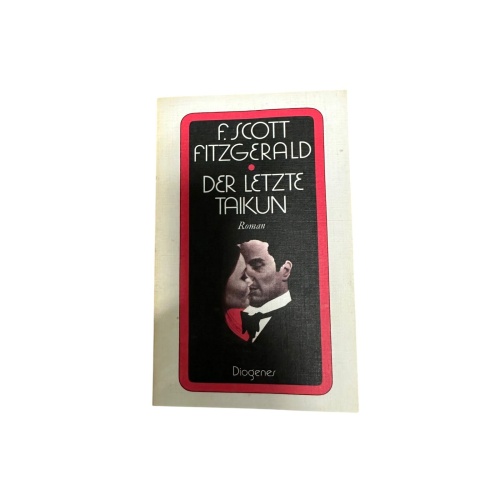 F. SCOTT
FITZGERALD
DER LETZTE
TAIKUN
Roman
Diogenes